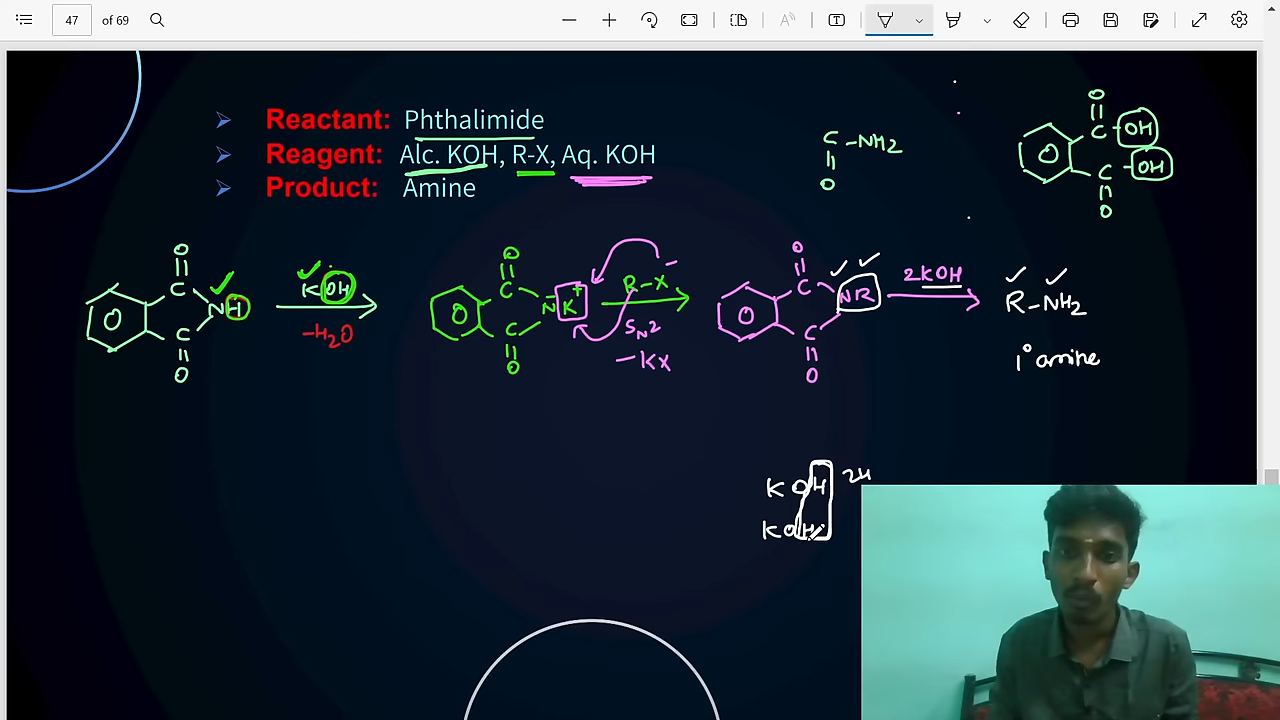 47 of 69
Reactant: Phthalimide
Reagent: Alc. KOH, R-X, Aq. KOH
Product: Amine
C-NH2
O
O
C-OH
C-OH
O
O
C
NH
C
O
KOH
-H2O
O
C
N K+
C
O
R-X
SN2
-KX
O
C
NR
C
O
2KOH
R-NH2
1° amine
KOH 2H
KOH